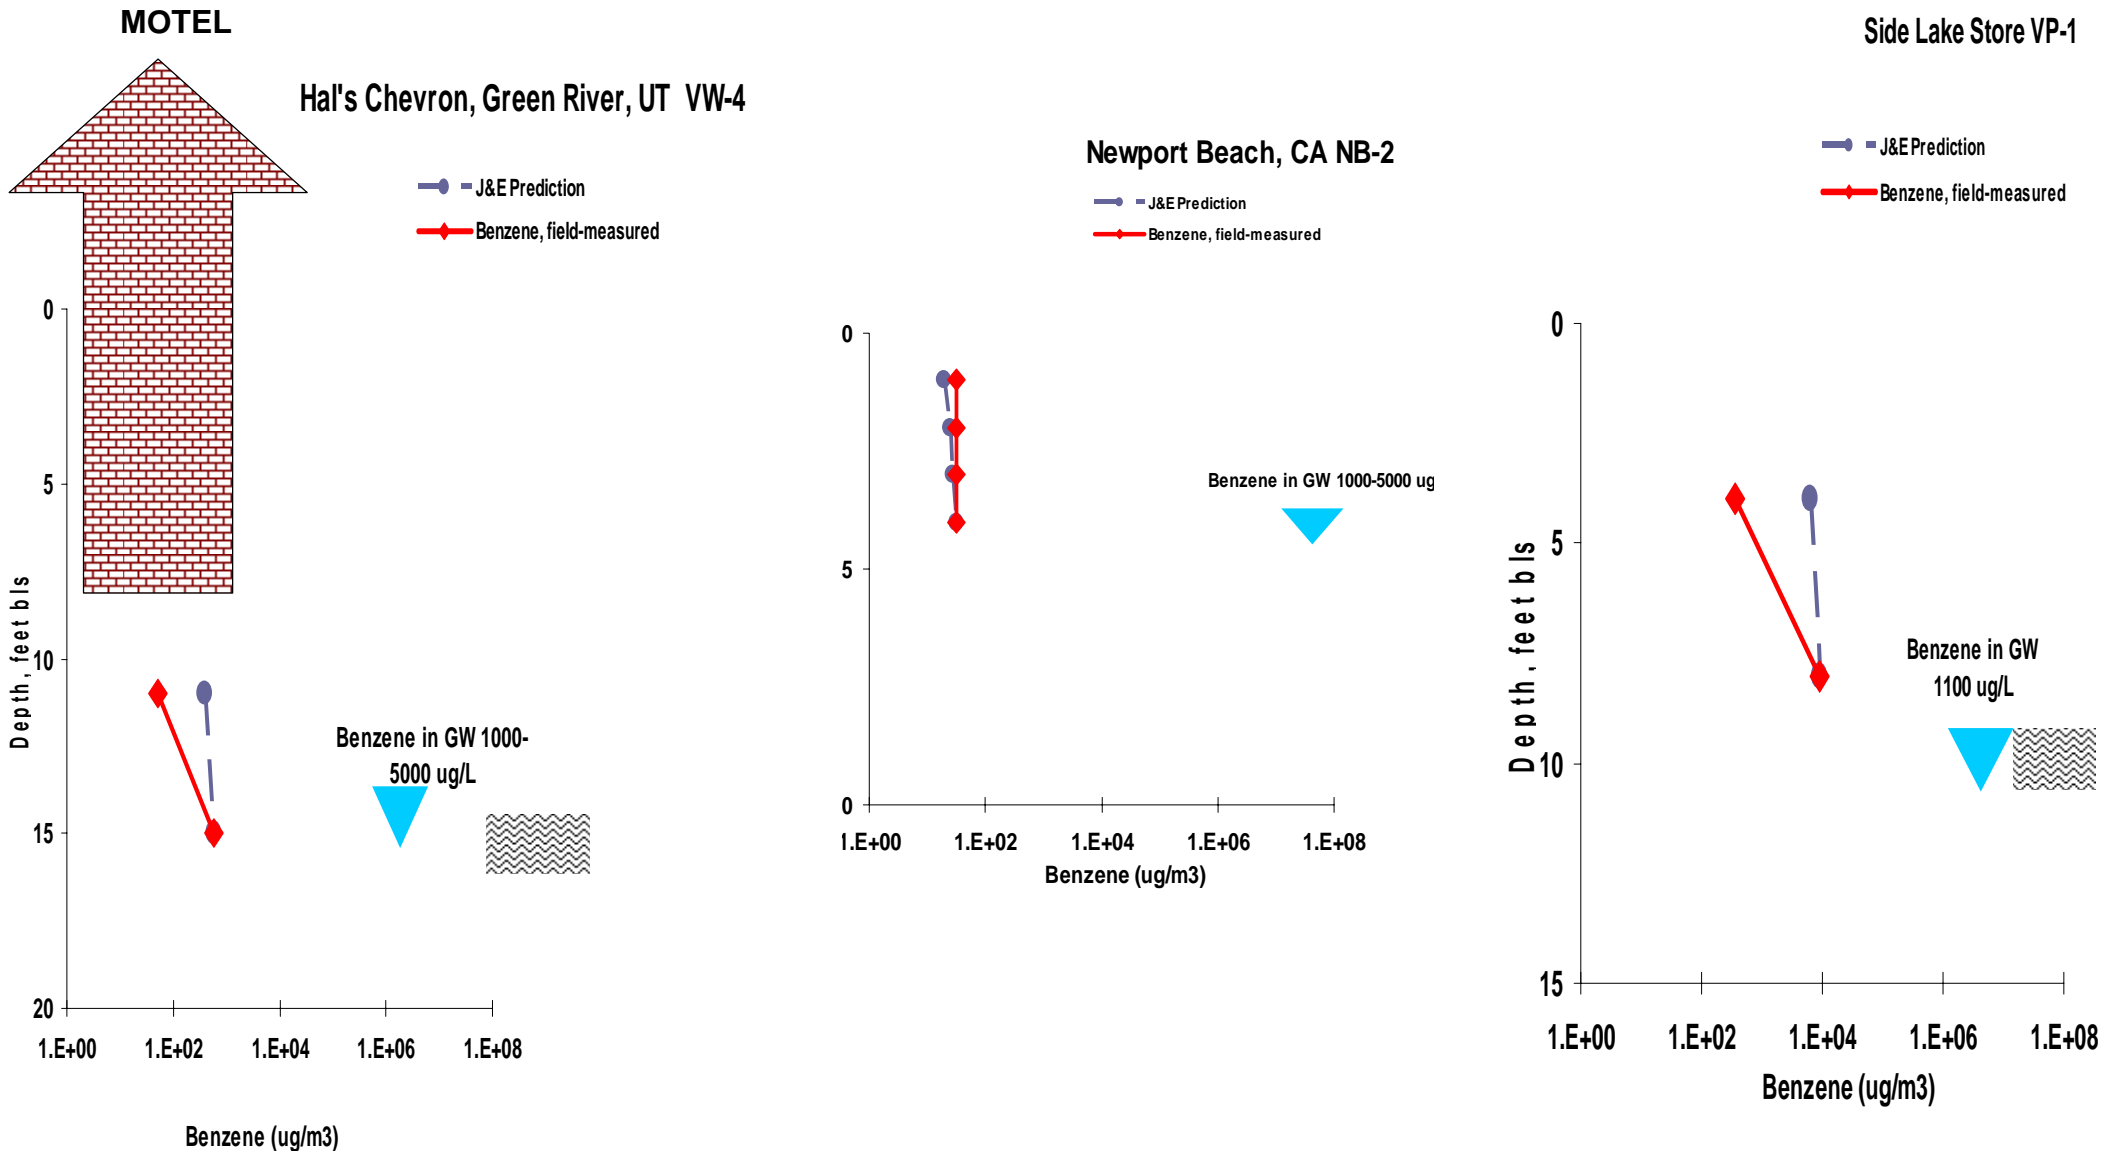 MOTEL
Hal's Chevron, Green River, UT VW-4
J&E Prediction
Benzene, field-measured
0
5
10
15
20
Depth, feet bls
Benzene in GW 1000-
5000 ug/L
1.E+00 1.E+02 1.E+04 1.E+06 1.E+08
Benzene (ug/m3)
Newport Beach, CA NB-2
J&E Prediction
Benzene, field-measured
0
5
0
Benzene in GW 1000-5000 ug
1.E+00 1.E+02 1.E+04 1.E+06 1.E+08
Benzene (ug/m3)
Side Lake Store VP-1
J&E Prediction
Benzene, field-measured
0
5
10
15
Depth, feet bls
Benzene in GW
1100 ug/L
1.E+00 1.E+02 1.E+04 1.E+06 1.E+08
Benzene (ug/m3)